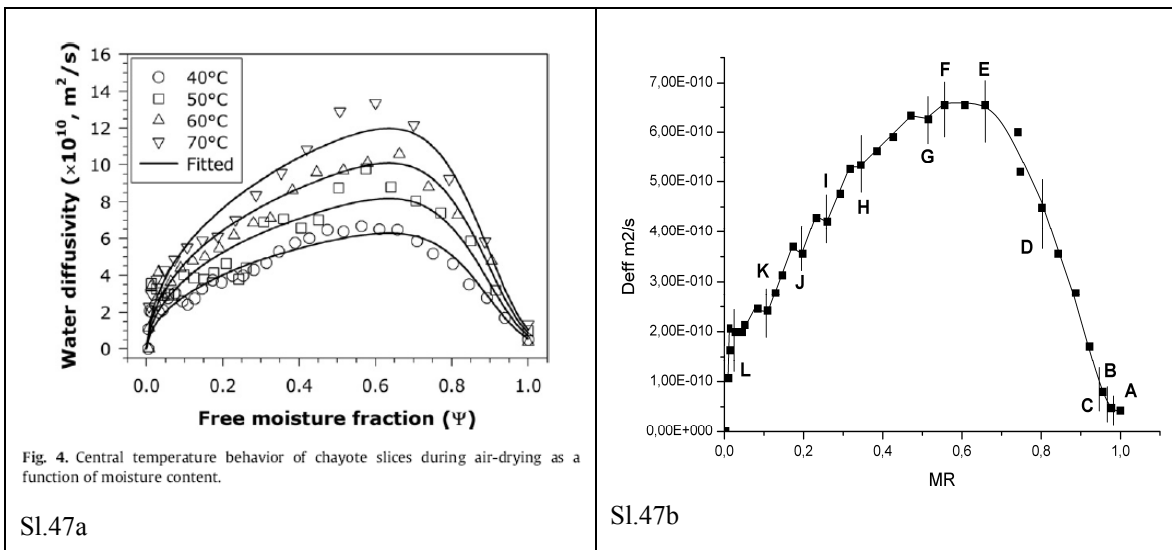 16
14
12
10
8
6
4
2
0
Water diffusivity (×10¹⁰, m²/s)
40°C
50°C
60°C
70°C
Fitted
0.0 0.2 0.4 0.6 0.8 1.0
Free moisture fraction (Ψ)
Fig. 4. Central temperature behavior of chayote slices during air-drying as a
function of moisture content.
Sl.47a
7,00E-010
6,00E-010
5,00E-010
4,00E-010
3,00E-010
2,00E-010
1,00E-010
0,00E+000
Deff m2/s
F E
G
I
H
D
K
J
L
B
C A
0,0 0,2 0,4 0,6 0,8 1,0
MR
Sl.47b